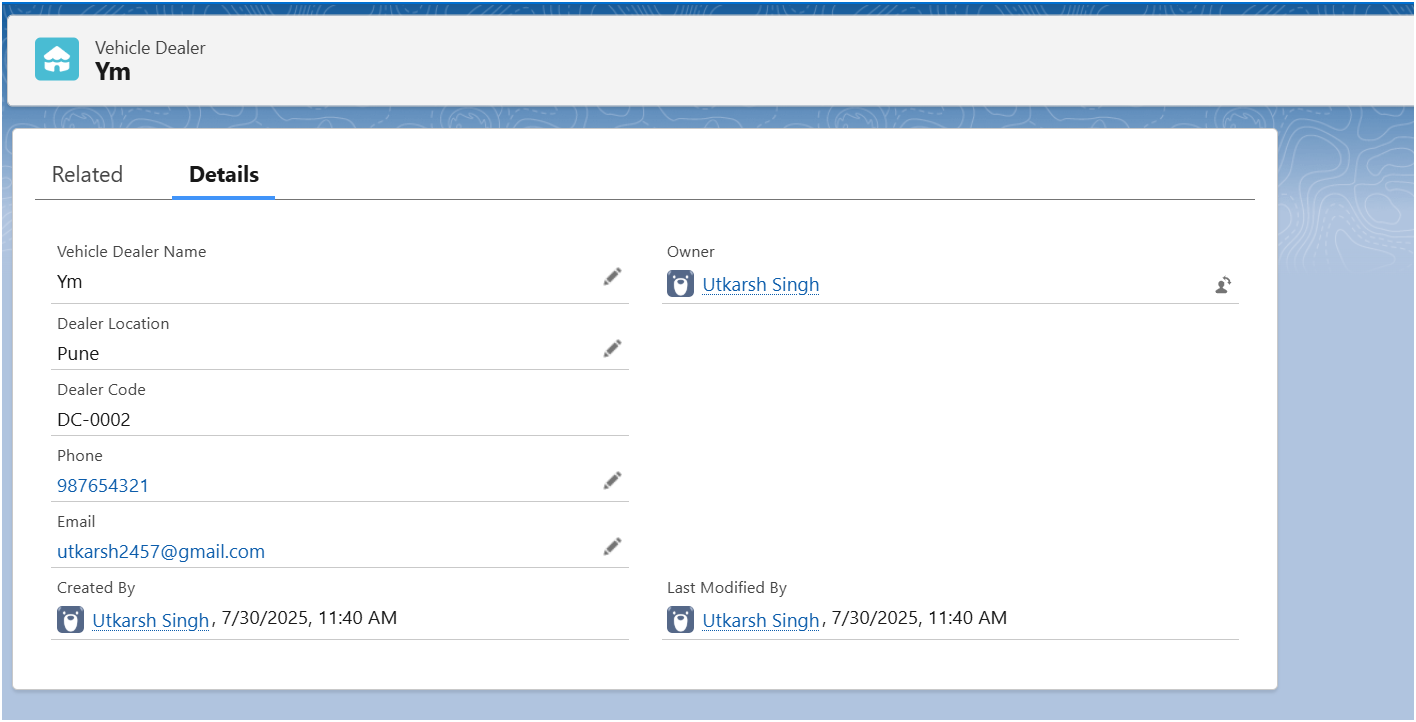 Vehicle Dealer
Ym
Related
Details
Vehicle Dealer Name
Ym
Owner
Utkarsh Singh
Dealer Location
Pune
Dealer Code
DC-0002
Phone
987654321
Email
utkarsh2457@gmail.com
Created By
Utkarsh Singh, 7/30/2025, 11:40 AM
Last Modified By
Utkarsh Singh, 7/30/2025, 11:40 AM